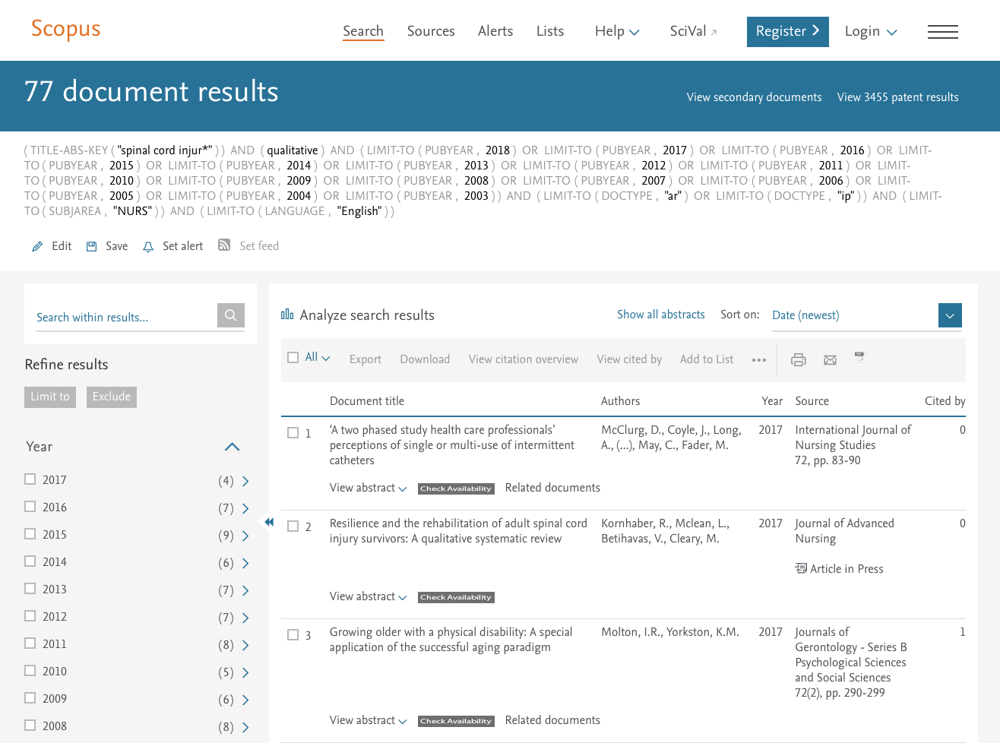 Scopus
Search Sources Alerts Lists Help SciVal Register Login
77 document results
View secondary documents View 3455 patent results
( TITLE-ABS-KEY ( "spinal cord injur*" ) ) AND ( qualitative ) AND ( LIMIT-TO ( PUBYEAR , 2018 ) OR LIMIT-TO ( PUBYEAR , 2017 ) OR LIMIT-TO ( PUBYEAR , 2016 ) OR LIMIT-
TO ( PUBYEAR , 2015 ) OR LIMIT-TO ( PUBYEAR , 2014 ) OR LIMIT-TO ( PUBYEAR , 2013 ) OR LIMIT-TO ( PUBYEAR , 2012 ) OR LIMIT-TO ( PUBYEAR , 2011 ) OR LIMIT-
TO ( PUBYEAR , 2010 ) OR LIMIT-TO ( PUBYEAR , 2009 ) OR LIMIT-TO ( PUBYEAR , 2008 ) OR LIMIT-TO ( PUBYEAR , 2007 ) OR LIMIT-TO ( PUBYEAR , 2006 ) OR LIMIT-
TO ( PUBYEAR , 2005 ) OR LIMIT-TO ( PUBYEAR , 2004 ) OR LIMIT-TO ( PUBYEAR , 2003 ) ) AND ( LIMIT-TO ( DOCTYPE , "ar" ) OR LIMIT-TO ( DOCTYPE , "ip" ) ) AND ( LIMIT-
TO ( SUBJAREA , "NURS" ) ) AND ( LIMIT-TO ( LANGUAGE , "English" ) )
Edit Save Set alert Set feed
Search within results...
Refine results
Limit to Exclude
Year
2017 (4)
2016 (7)
2015 (9)
2014 (6)
2013 (7)
2012 (7)
2011 (8)
2010 (5)
2009 (6)
2008 (8)
Analyze search results
Show all abstracts Sort on: Date (newest)
All Export Download View citation overview View cited by Add to List
Document title Authors Year Source Cited by
1 ‘A two phased study health care professionals’ McClurg, D., Coyle, J., Long, 2017 International Journal of 0
perceptions of single or multi-use of intermittent A., (...), May, C., Fader, M. Nursing Studies
catheters 72, pp. 83-90
View abstract Check Availability Related documents
2 Resilience and the rehabilitation of adult spinal cord Kornhaber, R., Mclean, L., 2017 Journal of Advanced 0
injury survivors: A qualitative systematic review Betihavas, V., Cleary, M. Nursing
Article in Press
View abstract Check Availability
3 Growing older with a physical disability: A special Molton, I.R., Yorkston, K.M. 2017 Journals of 1
application of the successful aging paradigm Gerontology - Series B
Psychological Sciences
and Social Sciences
72(2), pp. 290-299
View abstract Check Availability Related documents